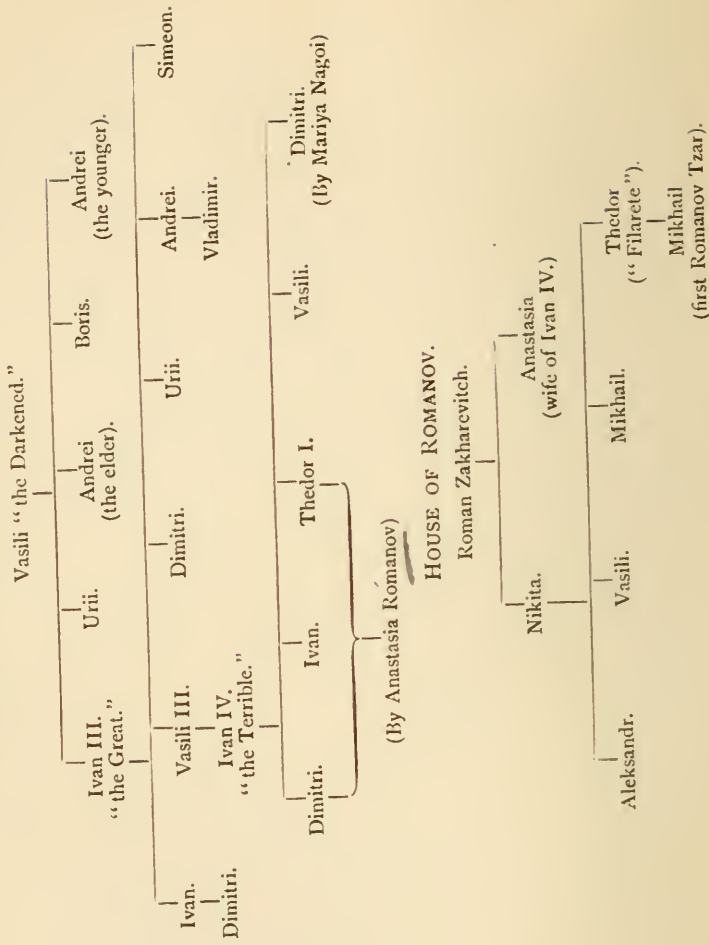 Vasili “the Darkened.”
Ivan III. Urii. Andrei Boris. Andrei
“the Great.” (the elder). (the younger).
Ivan. Vasili III. Dimitri. Urii. Andrei. Simeon.
Dimitri. Ivan IV. Vladimir.
“the Terrible.”
Dimitri. Ivan. Thedor I. Vasili. Dimitri.
(By Mariya Nagoi)
(By Anastasia Romanov)
HOUSE OF ROMANOV.
Roman Zakharevitch.
Nikita. Anastasia
(wife of Ivan IV.)
Aleksandr. Vasili. Mikhail. Thedor
(“Filarete”).
Mikhail
(first Romanov Tzar).